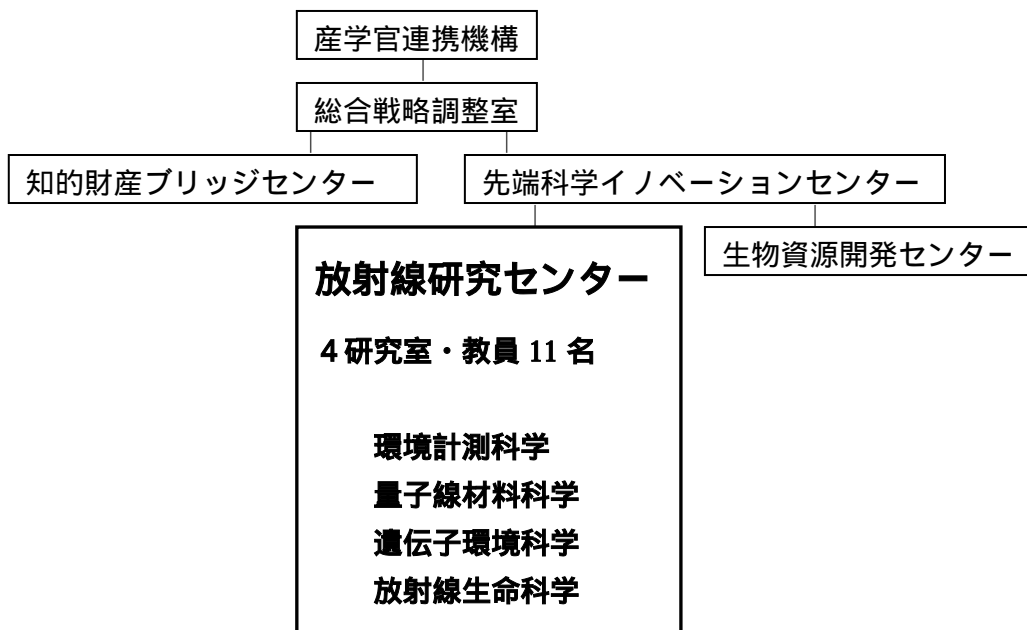 産学官連携機構
総合戦略調整室
知的財産ブリッジセンター
先端科学イノベーションセンター
放射線研究センター
生物資源開発センター
4研究室・教員 11 名
環境計測科学
量子線材料科学
遺伝子環境科学
放射線生命科学